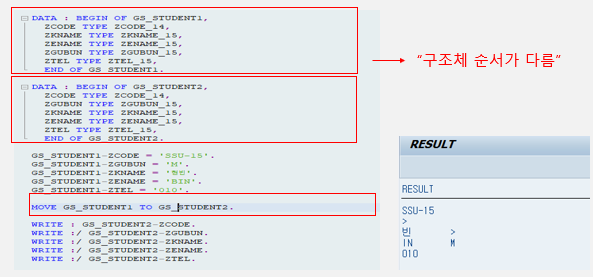 DATA : BEGIN OF GS_STUDENT1,
ZCODE TYPE ZCODE_14,
ZKNAME TYPE ZKNAME_15,
ZENAME TYPE ZENAME_15,
ZGUBUN TYPE ZGUBUN_15,
ZTEL TYPE ZTEL_15,
END OF GS_STUDENT1.
"구조체 순서가 다름"
DATA : BEGIN OF GS_STUDENT2,
ZCODE TYPE ZCODE_14,
ZGUBUN TYPE ZGUBUN_15,
ZKNAME TYPE ZKNAME_15,
ZENAME TYPE ZENAME_15,
ZTEL TYPE ZTEL_15,
END OF GS_STUDENT2.
GS_STUDENT1-ZCODE = 'SSU-15'.
GS_STUDENT1-ZGUBUN = 'M'.
GS_STUDENT1-ZKNAME = '현빈'.
GS_STUDENT1-ZENAME = 'BIN'.
GS_STUDENT1-ZTEL = '010'.
MOVE GS_STUDENT1 TO GS_STUDENT2.
WRITE : GS_STUDENT2-ZCODE.
WRITE :/ GS_STUDENT2-ZGUBUN.
WRITE :/ GS_STUDENT2-ZKNAME.
WRITE :/ GS_STUDENT2-ZENAME.
WRITE :/ GS_STUDENT2-ZTEL.
RESULT
RESULT
SSU-15
>
빈 >
IN M
010